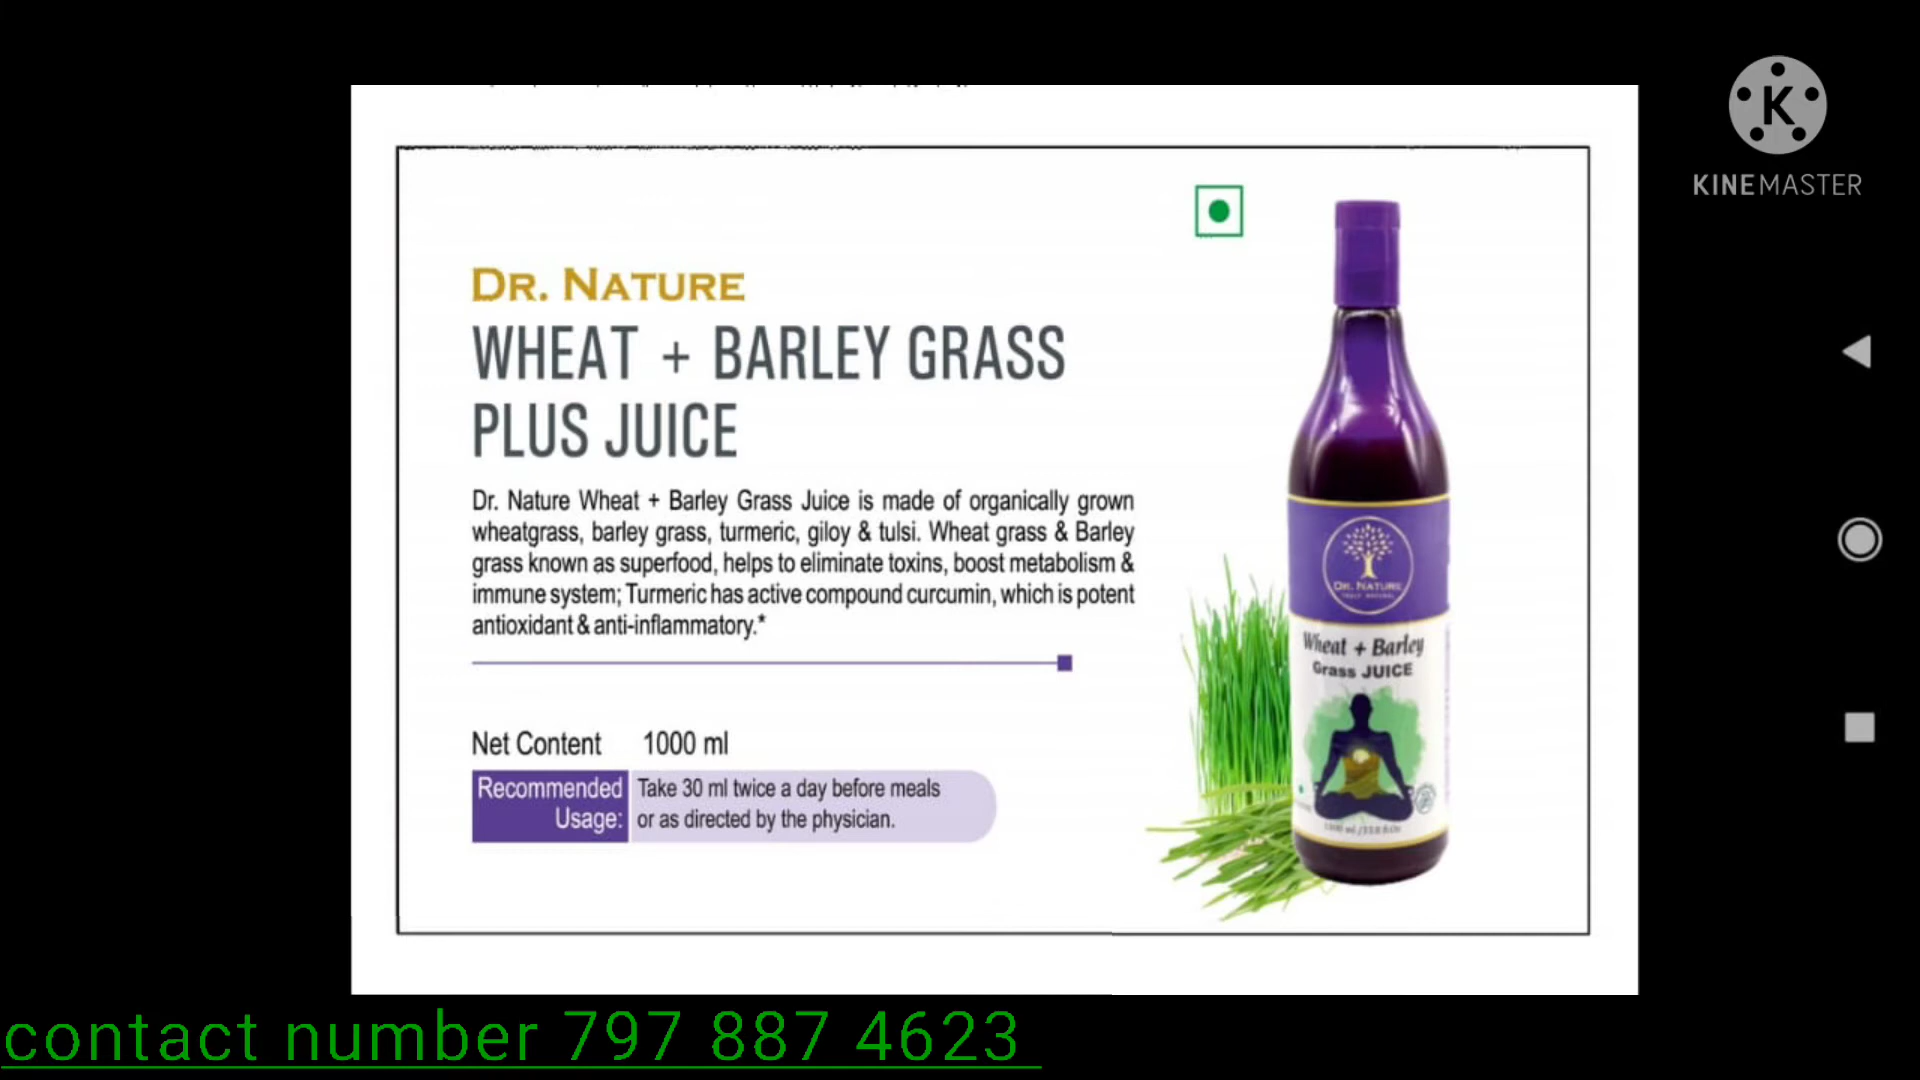 KINEMASTER
DR. NATURE
WHEAT + BARLEY GRASS
PLUS JUICE
Dr. Nature Wheat + Barley Grass Juice is made of organically grown
wheatgrass, barley grass, turmeric, giloy & tulsi. Wheat grass & Barley
grass known as superfood, helps to eliminate toxins, boost metabolism &
immune system; Turmeric has active compound curcumin, which is potent
antioxidant & anti-inflammatory.*
Net Content 1000 ml
Recommended Usage:
Take 30 ml twice a day before meals
or as directed by the physician.
DR. NATURE
Wheat + Barley
Grass JUICE
contact number 797 887 4623